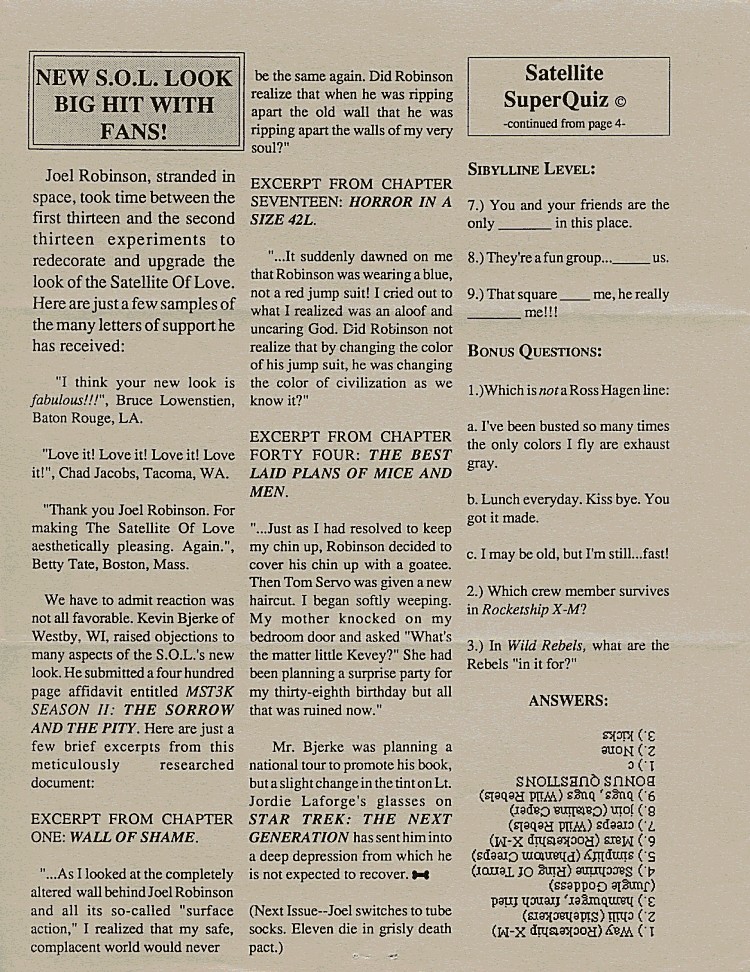 NEW S.O.L. LOOK
BIG HIT WITH
FANS!
Joel Robinson, stranded in
space, took time between the
first thirteen and the second
thirteen experiments to
redecorate and upgrade the
look of the Satellite Of Love.
Here are just a few samples of
the many letters of support he
has received:
"I think your new look is
fabulous!!!", Bruce Lowenstien,
Baton Rouge, LA.
"Love it! Love it! Love it! Love
it!", Chad Jacobs, Tacoma, WA.
"Thank you Joel Robinson. For
making The Satellite Of Love
aesthetically pleasing. Again.",
Betty Tate, Boston, Mass.
We have to admit reaction was
not all favorable. Kevin Bjerke of
Westby, WI, raised objections to
many aspects of the S.O.L.'s new
look. He submitted a four hundred
page affidavit entitled MST3K
SEASON II: THE SORROW
AND THE PITY. Here are just a
few brief excerpts from this
meticulously researched
document:
EXCERPT FROM CHAPTER
ONE: WALL OF SHAME.
"...As I looked at the completely
altered wall behind Joel Robinson
and all its so-called "surface
action," I realized that my safe,
complacent world would never
be the same again. Did Robinson
realize that when he was ripping
apart the old wall that he was
ripping apart the walls of my very
soul?"
EXCERPT FROM CHAPTER
SEVENTEEN: HORROR IN A
SIZE 42L.
"...It suddenly dawned on me
that Robinson was wearing a blue,
not a red jump suit! I cried out to
what I realized was an aloof and
uncaring God. Did Robinson not
realize that by changing the color
of his jump suit, he was changing
the color of civilization as we
know it?"
EXCERPT FROM CHAPTER
FORTY FOUR: THE BEST
LAID PLANS OF MICE AND
MEN.
"...Just as I had resolved to keep
my chin up, Robinson decided to
cover his chin up with a goatee.
Then Tom Servo was given a new
haircut. I began softly weeping.
My mother knocked on my
bedroom door and asked "What's
the matter little Kevey?" She had
been planning a surprise party for
my thirty-eighth birthday but all
that was ruined now."
Mr. Bjerke was planning a
national tour to promote his book,
but a slight change in the tint on Lt.
Jordie Laforge's glasses on
STAR TREK: THE NEXT
GENERATION has sent him into
a deep depression from which he
is not expected to recover.
(Next Issue--Joel switches to tube
socks. Eleven die in grisly death
pact.)
Satellite
SuperQuiz ©
-continued from page 4-
SIBYLLINE LEVEL:
7.) You and your friends are the
only ________ in this place.
8.) They're a fun group..._____ us.
9.) That square ____ me, he really
________ me!!!
BONUS QUESTIONS:
1.)Which is not a Ross Hagen line:
a. I've been busted so many times
the only colors I fly are exhaust
gray.
b. Lunch everyday. Kiss bye. You
got it made.
c. I may be old, but I'm still...fast!
2.) Which crew member survives
in Rocketship X-M?
3.) In Wild Rebels, what are the
Rebels "in it for?"
ANSWERS:
1.) Way (Rocketship X-M)
2.) chili (Sidehackers)
3.) hamburger, french fried
(Jungle Goddess)
4.) Saccharine (Ring Of Terror)
5.) simplify (Phantom Creeps)
6.) Mars (Rocketship X-M)
7.) creeps (Wild Rebels)
8.) join (Catalina Caper)
9.) bugs, bugs (Wild Rebels)
BONUS QUESTIONS
1.) c
2.) None
3.) kicks